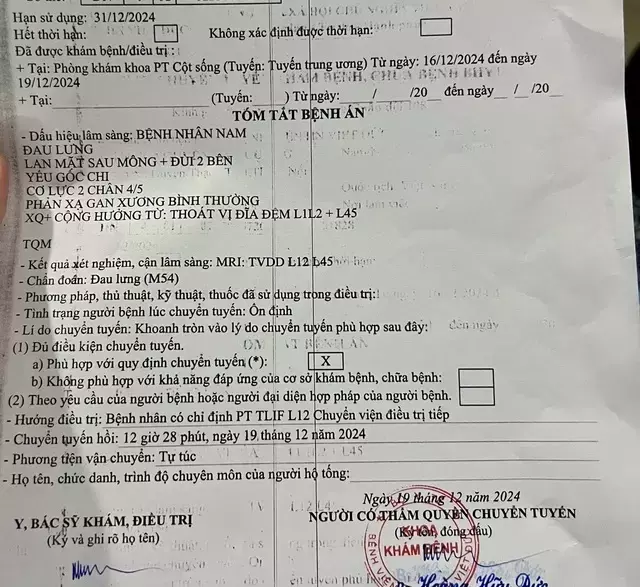 Hạn sử dụng: 31/12/2024
Hết thời hạn: Không xác định được thời hạn:
Đã được khám bệnh/điều trị :
+ Tại: Phòng khám khoa PT Cột sống (Tuyến: Tuyến trung ương) Từ ngày: 16/12/2024 đến ngày
19/12/2024
+ Tại: (Tuyến: ) Từ ngày: / /20 đến ngày / /20
TÓM TẮT BỆNH ÁN
- Dấu hiệu lâm sàng: BỆNH NHÂN NAM
ĐAU LƯNG
LAN MẶT SAU MÔNG + ĐÙI 2 BÊN
YẾU GỐC CHI
CƠ LỰC 2 CHÂN 4/5
PHẢN XẠ GAN XƯƠNG BÌNH THƯỜNG
XQ+ CỘNG HƯỞNG TỪ: THOÁT VỊ ĐĨA ĐỆM L1L2 + L45
TQM
- Kết quả xét nghiệm, cận lâm sàng: MRI: TVDD L12 L45
- Chẩn đoán: Đau lưng (M54)
- Phương pháp, thủ thuật, kỹ thuật, thuốc đã sử dụng trong điều trị:
- Tình trạng người bệnh lúc chuyển tuyến: Ổn định
- Lí do chuyển tuyến: Khoanh tròn vào lý do chuyển tuyến phù hợp sau đây:
(1) Đủ điều kiện chuyển tuyến.
a) Phù hợp với quy định chuyển tuyến (*): X
b) Không phù hợp với khả năng đáp ứng của cơ sở khám bệnh, chữa bệnh:
(2) Theo yêu cầu của người bệnh hoặc người đại diện hợp pháp của người bệnh.
- Hướng điều trị: Bệnh nhân có chỉ định PT TLIF L12 Chuyển viện điều trị tiếp
- Chuyển tuyến hồi: 12 giờ 28 phút, ngày 19 tháng 12 năm 2024
- Phương tiện vận chuyển: Tự túc
- Họ tên, chức danh, trình độ chuyên môn của người hộ tống:
Ngày 19 tháng 12 năm 2024
Y, BÁC SỸ KHÁM, ĐIỀU TRỊ
NGƯỜI CÓ THẨM QUYỀN CHUYỂN TUYẾN
(Ký và ghi rõ họ tên)
(Ký tên, đóng dấu)
KHOA
KHÁM BỆNH